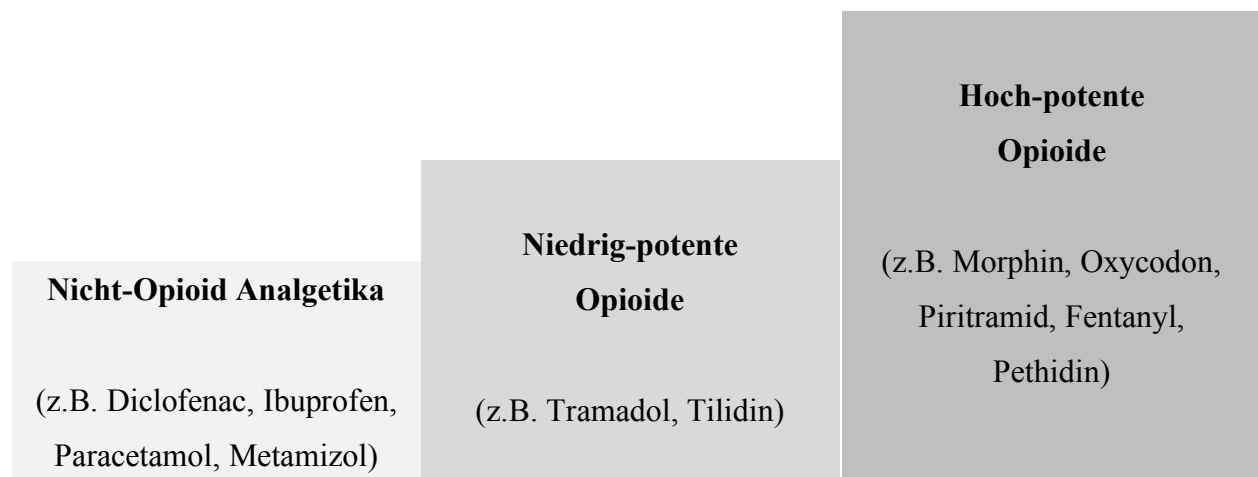 Nicht-Opioid Analgetika
(z.B. Diclofenac, Ibuprofen,
Paracetamol, Metamizol)
Niedrig-potente
Opioide
(z.B. Tramadol, Tilidin)
Hoch-potente
Opioide
(z.B. Morphin, Oxycodon,
Piritramid, Fentanyl,
Pethidin)